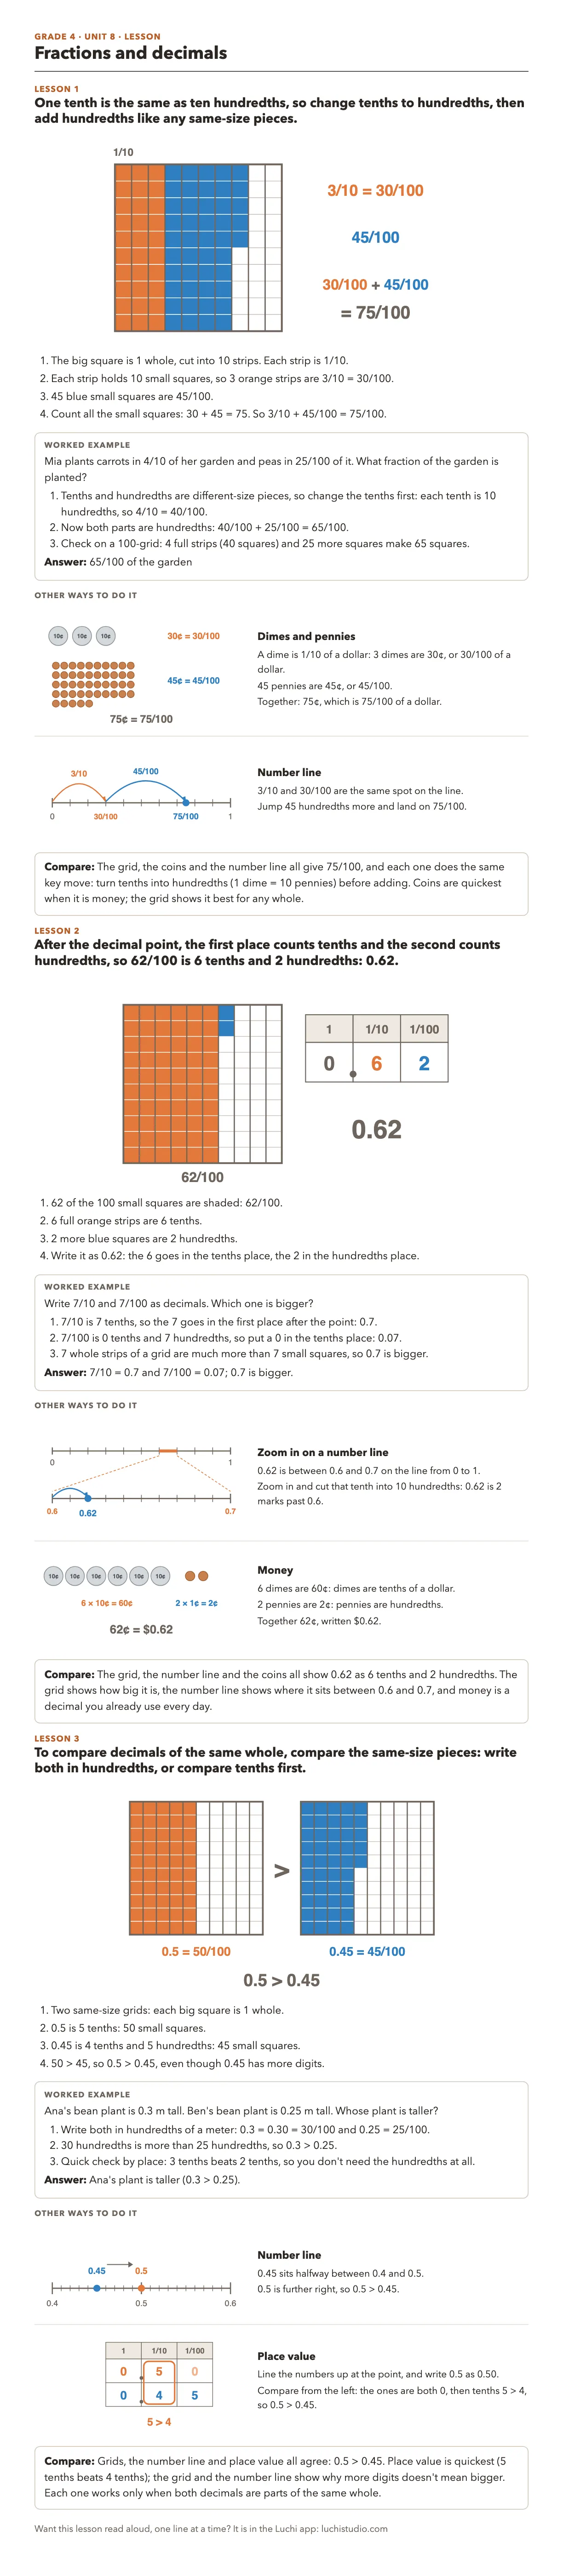 GRADE 4 · UNIT 8 · LESSON
Fractions and decimals
LESSON 1
One tenth is the same as ten hundredths, so change tenths to hundredths, then
add hundredths like any same-size pieces.
1/10
3/10 = 30/100
45/100
30/100 + 45/100
= 75/100
1. The big square is 1 whole, cut into 10 strips. Each strip is 1/10.
2. Each strip holds 10 small squares, so 3 orange strips are 3/10 = 30/100.
3. 45 blue small squares are 45/100.
4. Count all the small squares: 30 + 45 = 75. So 3/10 + 45/100 = 75/100.
WORKED EXAMPLE
Mia plants carrots in 4/10 of her garden and peas in 25/100 of it. What fraction of the garden is
planted?
1. Tenths and hundredths are different-size pieces, so change the tenths first: each tenth is 10
hundredths, so 4/10 = 40/100.
2. Now both parts are hundredths: 40/100 + 25/100 = 65/100.
3. Check on a 100-grid: 4 full strips (40 squares) and 25 more squares make 65 squares.
Answer: 65/100 of the garden
OTHER WAYS TO DO IT
10¢ 10¢ 10¢
30¢ = 30/100
45¢ = 45/100
75¢ = 75/100
Dimes and pennies
A dime is 1/10 of a dollar: 3 dimes are 30¢, or 30/100 of a
dollar.
45 pennies are 45¢, or 45/100.
Together: 75¢, which is 75/100 of a dollar.
3/10
45/100
0
30/100
75/100
1
Number line
3/10 and 30/100 are the same spot on the line.
Jump 45 hundredths more and land on 75/100.
Compare: The grid, the coins and the number line all give 75/100, and each one does the same
key move: turn tenths into hundredths (1 dime = 10 pennies) before adding. Coins are quickest
when it is money; the grid shows it best for any whole.
LESSON 2
After the decimal point, the first place counts tenths and the second counts
hundredths, so 62/100 is 6 tenths and 2 hundredths: 0.62.
1 1/10 1/100
0 . 6 2
0.62
62/100
1. 62 of the 100 small squares are shaded: 62/100.
2. 6 full orange strips are 6 tenths.
3. 2 more blue squares are 2 hundredths.
4. Write it as 0.62: the 6 goes in the tenths place, the 2 in the hundredths place.
WORKED EXAMPLE
Write 7/10 and 7/100 as decimals. Which one is bigger?
1. 7/10 is 7 tenths, so the 7 goes in the first place after the point: 0.7.
2. 7/100 is 0 tenths and 7 hundredths, so put a 0 in the tenths place: 0.07.
3. 7 whole strips of a grid are much more than 7 small squares, so 0.7 is bigger.
Answer: 7/10 = 0.7 and 7/100 = 0.07; 0.7 is bigger.
OTHER WAYS TO DO IT
0
1
0.6
0.62
0.7
Zoom in on a number line
0.62 is between 0.6 and 0.7 on the line from 0 to 1.
Zoom in and cut that tenth into 10 hundredths: 0.62 is 2
marks past 0.6.
10¢ 10¢ 10¢ 10¢ 10¢ 10¢
6 × 10¢ = 60¢
2 × 1¢ = 2¢
62¢ = $0.62
Money
6 dimes are 60¢: dimes are tenths of a dollar.
2 pennies are 2¢: pennies are hundredths.
Together 62¢, written $0.62.
Compare: The grid, the number line and the coins all show 0.62 as 6 tenths and 2 hundredths. The
grid shows how big it is, the number line shows where it sits between 0.6 and 0.7, and money is a
decimal you already use every day.
LESSON 3
To compare decimals of the same whole, compare the same-size pieces: write
both in hundredths, or compare tenths first.
>
0.5 = 50/100
0.45 = 45/100
0.5 > 0.45
1. Two same-size grids: each big square is 1 whole.
2. 0.5 is 5 tenths: 50 small squares.
3. 0.45 is 4 tenths and 5 hundredths: 45 small squares.
4. 50 > 45, so 0.5 > 0.45, even though 0.45 has more digits.
WORKED EXAMPLE
Ana's bean plant is 0.3 m tall. Ben's bean plant is 0.25 m tall. Whose plant is taller?
1. Write both in hundredths of a meter: 0.3 = 0.30 = 30/100 and 0.25 = 25/100.
2. 30 hundredths is more than 25 hundredths, so 0.3 > 0.25.
3. Quick check by place: 3 tenths beats 2 tenths, so you don't need the hundredths at all.
Answer: Ana's plant is taller (0.3 > 0.25).
OTHER WAYS TO DO IT
0.45
0.5
0.4
0.5
0.6
Number line
0.45 sits halfway between 0.4 and 0.5.
0.5 is further right, so 0.5 > 0.45.
1 1/10 1/100
0 . 5 0
0 . 4 5
5 > 4
Place value
Line the numbers up at the point, and write 0.5 as 0.50.
Compare from the left: the ones are both 0, then tenths 5 > 4,
so 0.5 > 0.45.
Compare: Grids, the number line and place value all agree: 0.5 > 0.45. Place value is quickest (5
tenths beats 4 tenths); the grid and the number line show why more digits doesn't mean bigger.
Each one works only when both decimals are parts of the same whole.
Want this lesson read aloud, one line at a time? It is in the Luchi app: luchistudio.com